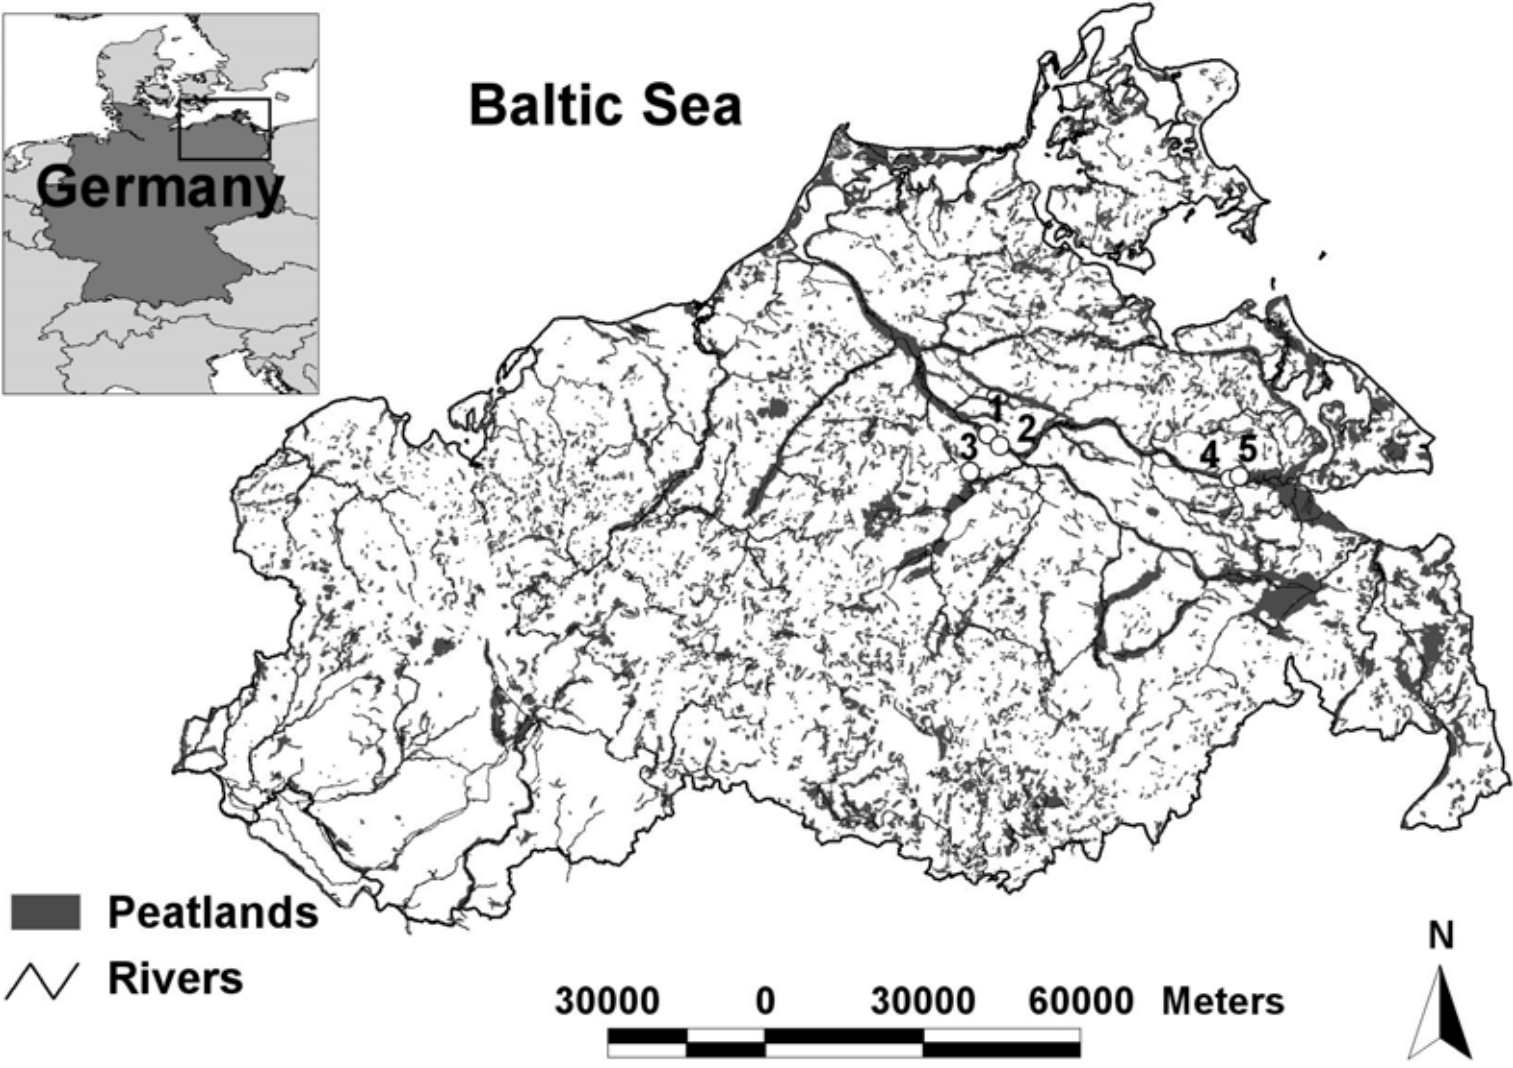 Baltic Sea
Germany
1
2
3
4 5
Peatlands
Rivers
N
30000 0 30000 60000 Meters